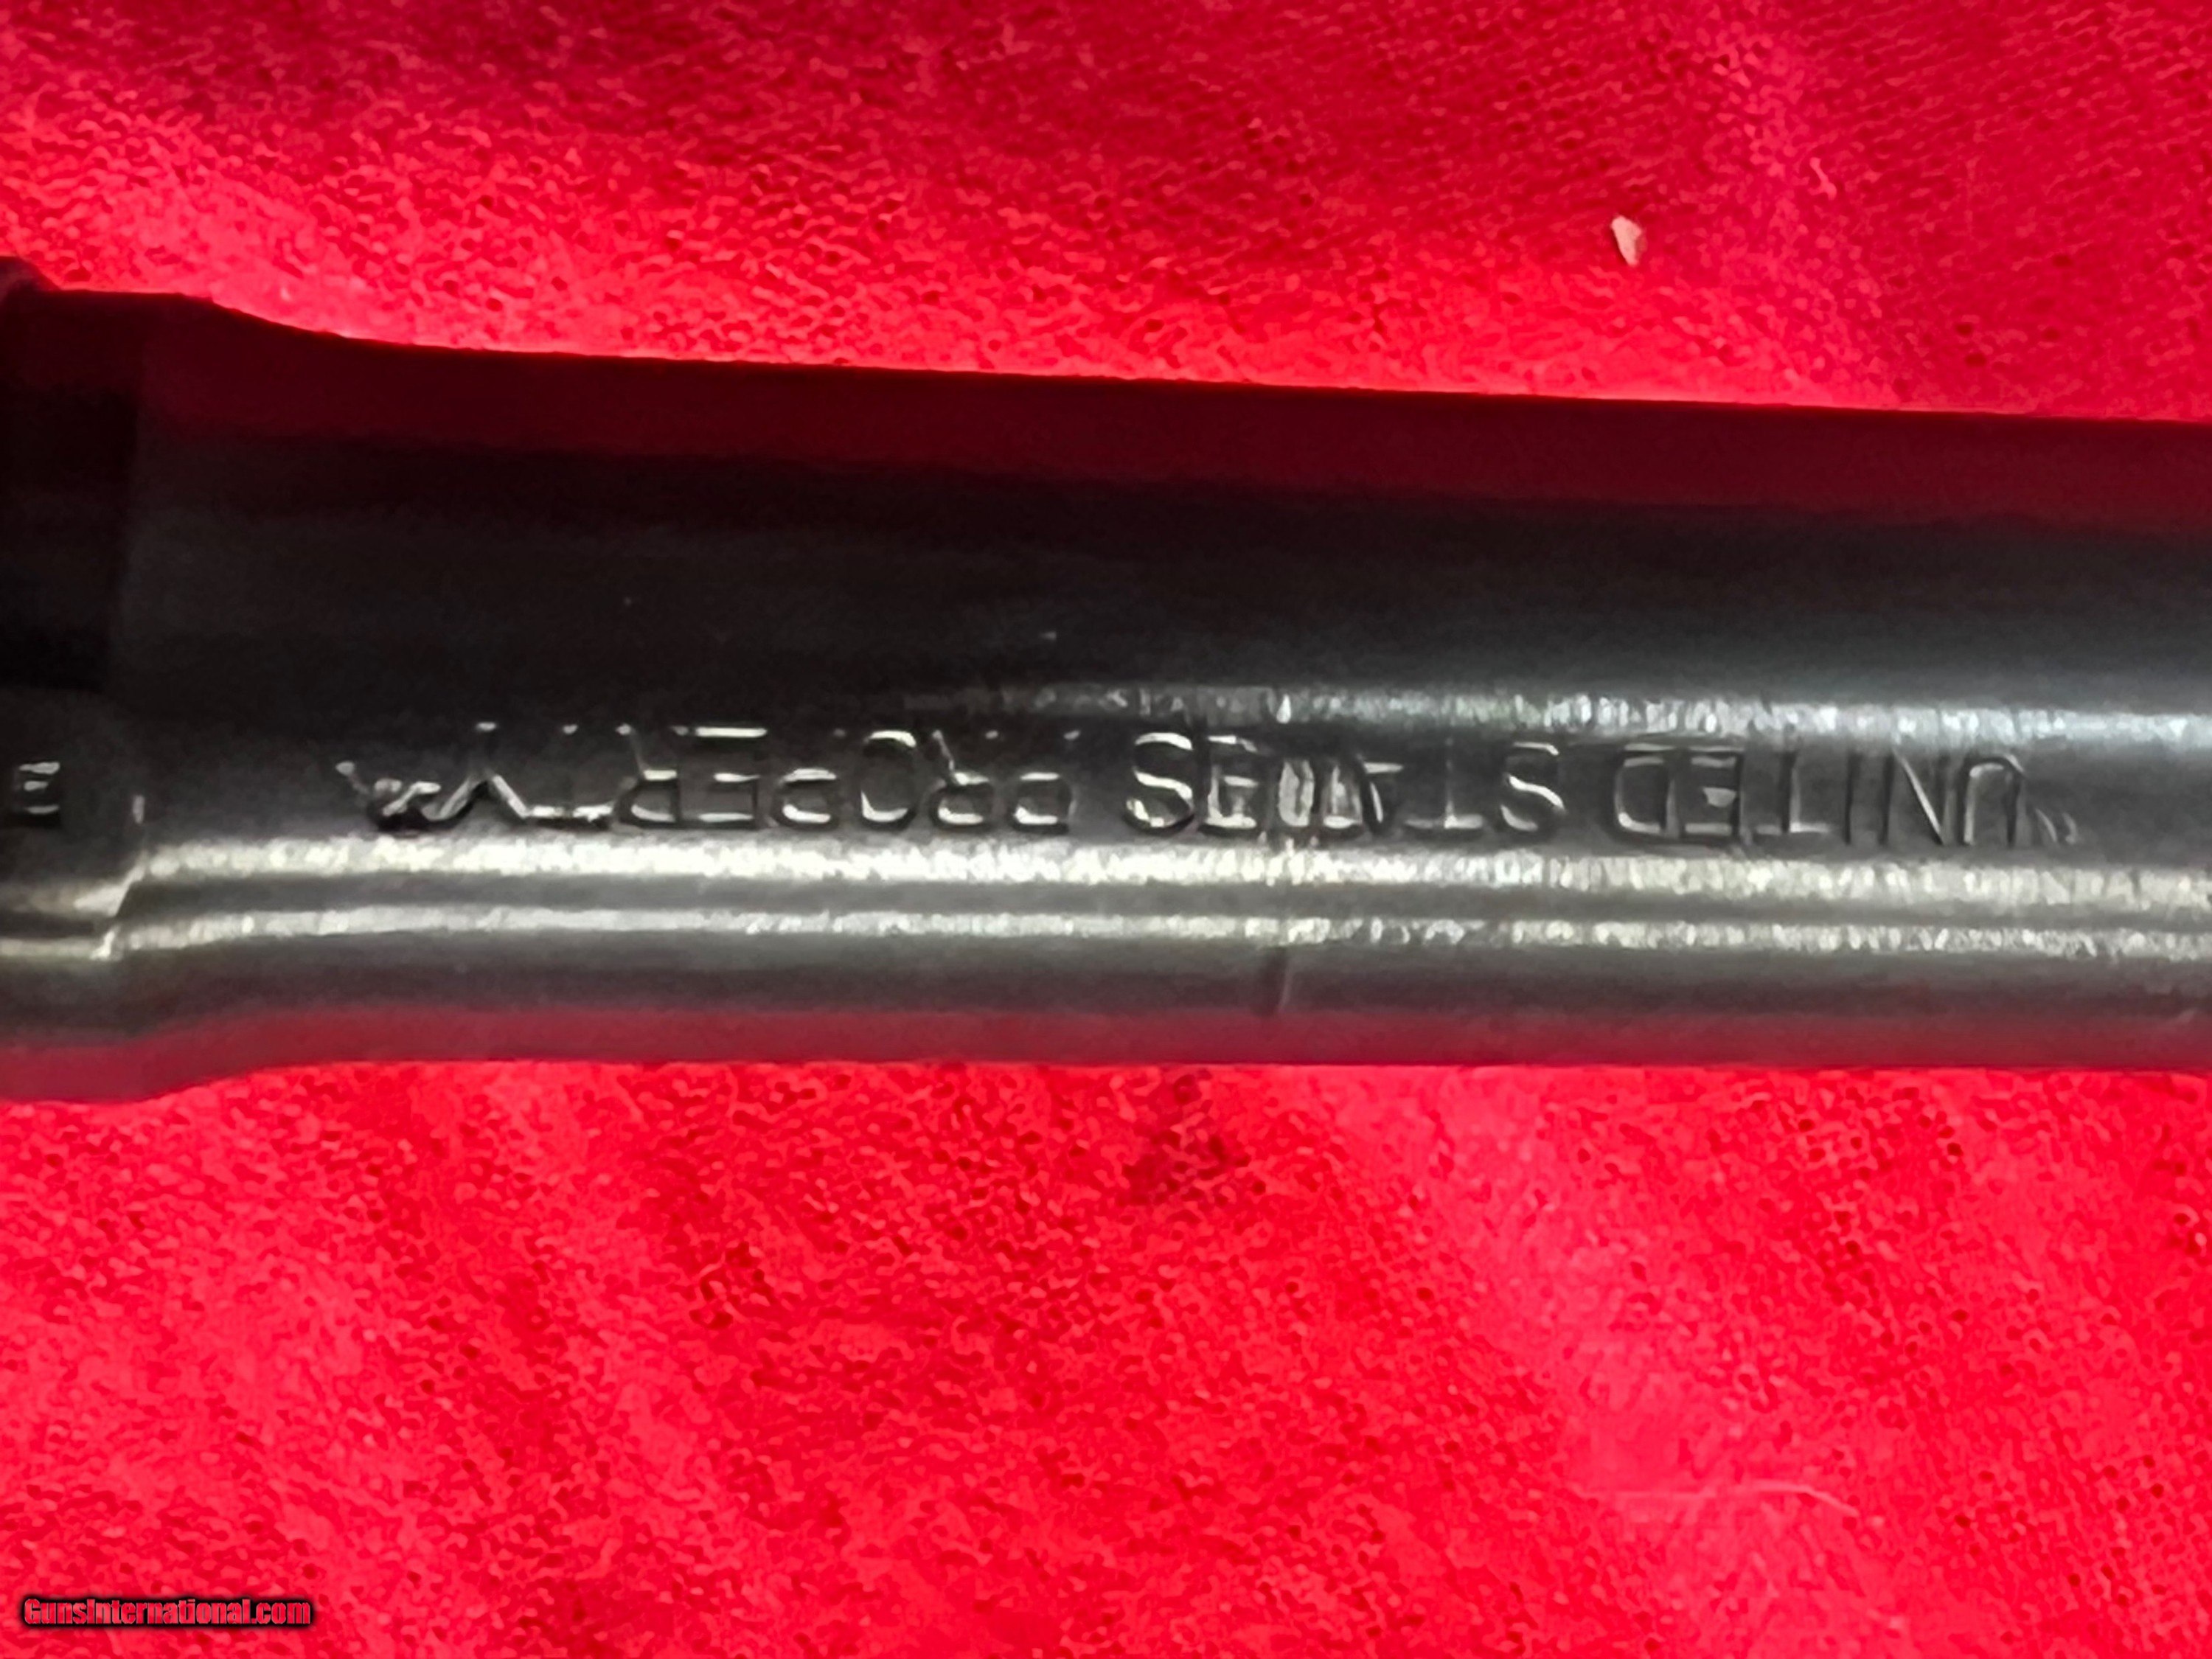 UNITED STATES PROPERTY
E
GunsInternational.com